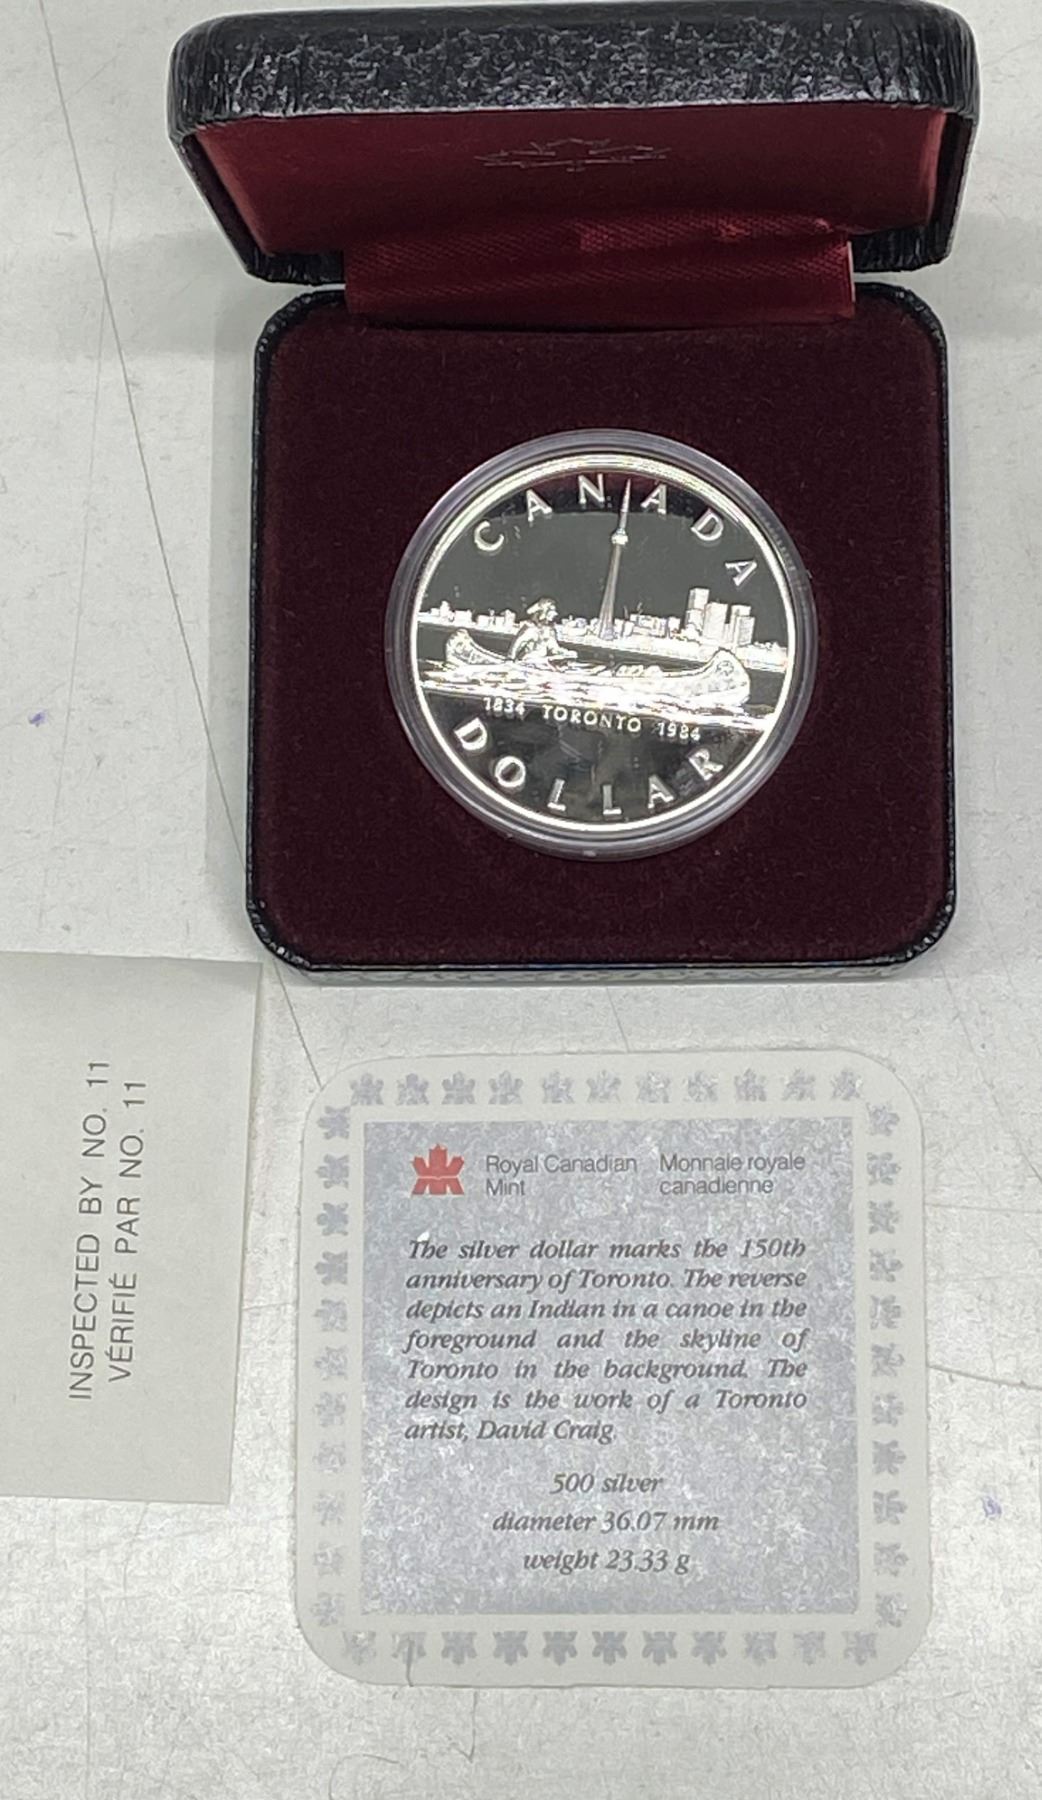 CANADA
1834 TORONTO 1984
DOLLAR
INSPECTED BY NO. 11
VÉRIFIÉ PAR NO. 11
Royal Canadian Mint
Monnaie royale canadienne
The silver dollar marks the 150th
anniversary of Toronto. The reverse
depicts an Indian in a canoe in the
foreground and the skyline of
Toronto in the background. The
design is the work of a Toronto
artist, David Craig.
500 silver
diameter 36.07 mm
weight 23.33 g